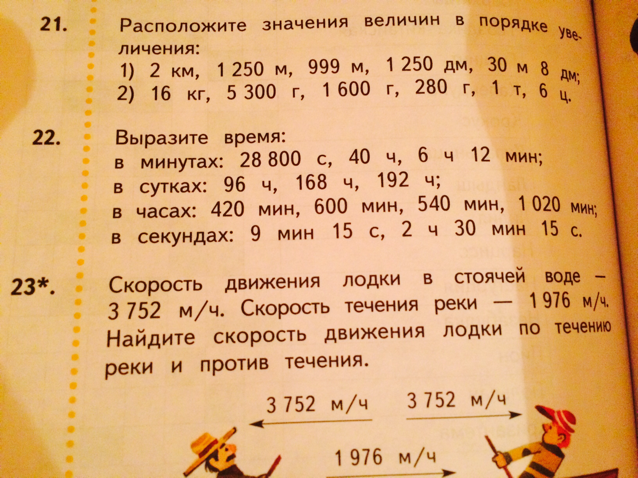 21. Расположите значения величин в порядке уве-
личения:
1) 2 км, 1 250 м, 999 м, 1 250 дм, 30 м 8 дм;
2) 16 кг, 5 300 г, 1 600 г, 280 г, 1 т, 6 ц.
22. Выразите время:
в минутах: 28 800 с, 40 ч, 6 ч 12 мин;
в сутках: 96 ч, 168 ч, 192 ч;
в часах: 420 мин, 600 мин, 540 мин, 1 020 мин;
в секундах: 9 мин 15 с, 2 ч 30 мин 15 с.
23*. Скорость движения лодки в стоячей воде —
3 752 м/ч. Скорость течения реки — 1 976 м/ч.
Найдите скорость движения лодки по течению
реки и против течения.
3 752 м/ч 3 752 м/ч
1 976 м/ч